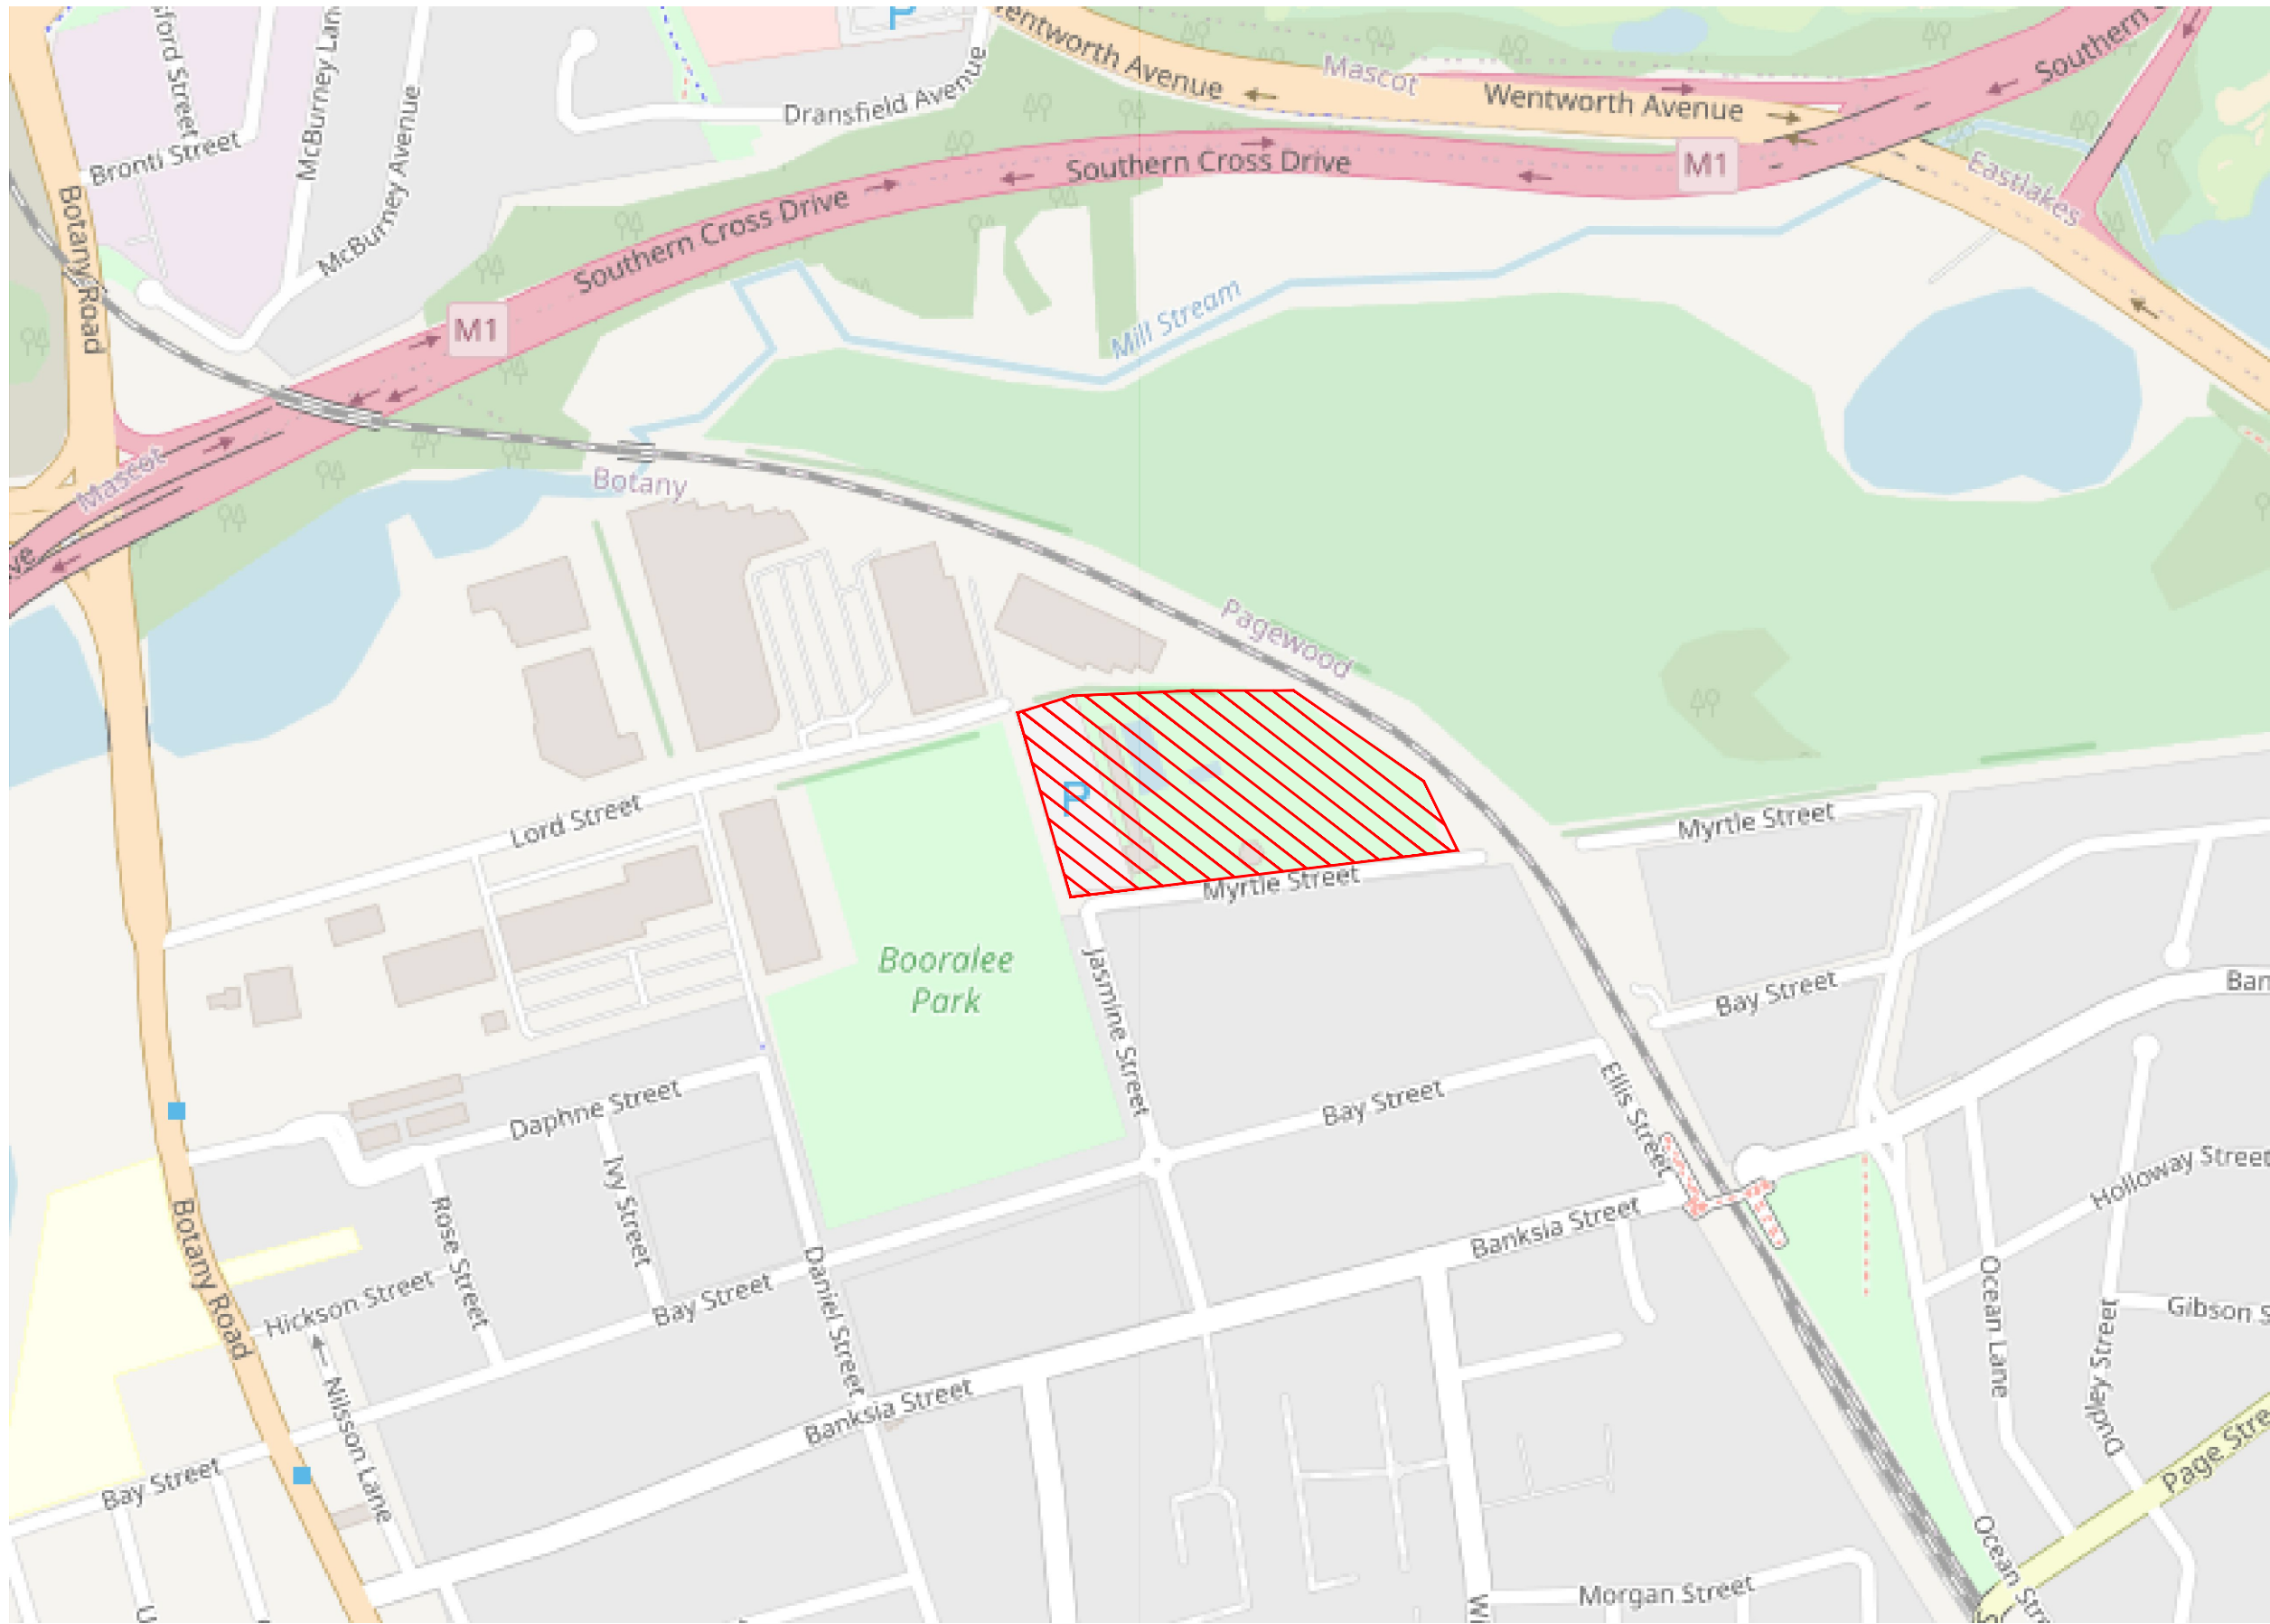 P
Wentworth Avenue
Mascot
Southern
Bronti Street
McBurney Lane
McBurney Avenue
Dransfield Avenue
Wentworth Avenue
Southern Cross Drive
M1
Eastlakes
Botany Road
Southern Cross Drive
M1
Mill Stream
Mascot
Botany
Pagewood
Lord Street
P
Myrtle Street
Myrtle Street
Booralee
Park
Jasmine Street
Bay Street
Daphne Street
Bay Street
Ellis Street
Ivy Street
Rose Street
Holloway Street
Botany Road
Banksia Street
Hickson Street
Bay Street
Daniel Street
Ocean Lane
Gibson S
Dudley Street
Nilsson Lane
Banksia Street
Bay Street
Page Stre
Ocean Stre
Morgan Street